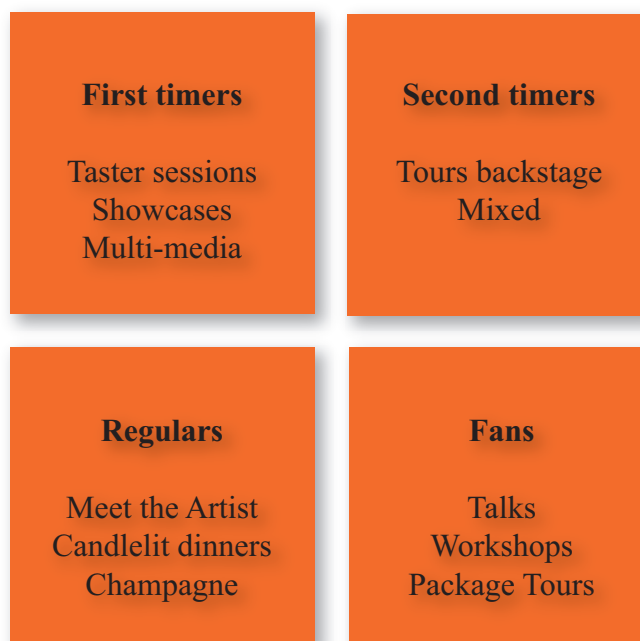 First timers
Taster sessions
Showcases
Multi-media
Second timers
Tours backstage
Mixed
Regulars
Meet the Artist
Candlelit dinners
Champagne
Fans
Talks
Workshops
Package Tours